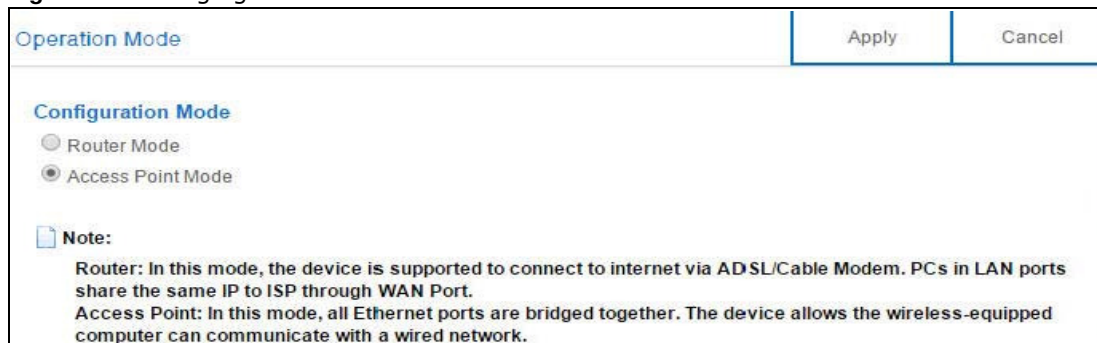 Operation Mode
Apply
Cancel
Configuration Mode
Router Mode
Access Point Mode
Note:
Router: In this mode, the device is supported to connect to internet via ADSL/Cable Modem. PCs in LAN ports
share the same IP to ISP through WAN Port.
Access Point: In this mode, all Ethernet ports are bridged together. The device allows the wireless-equipped
computer can communicate with a wired network.